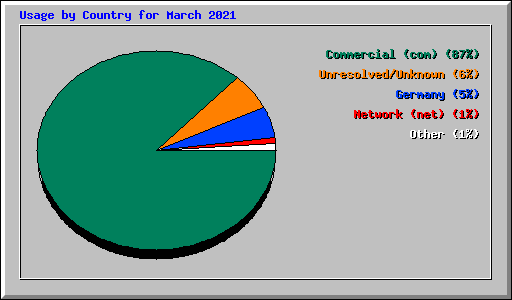 Usage by Country for March 2021
Commercial (com) (87%)
Unresolved/Unknown (6%)
Germany (5%)
Network (net) (1%)
Other (1%)